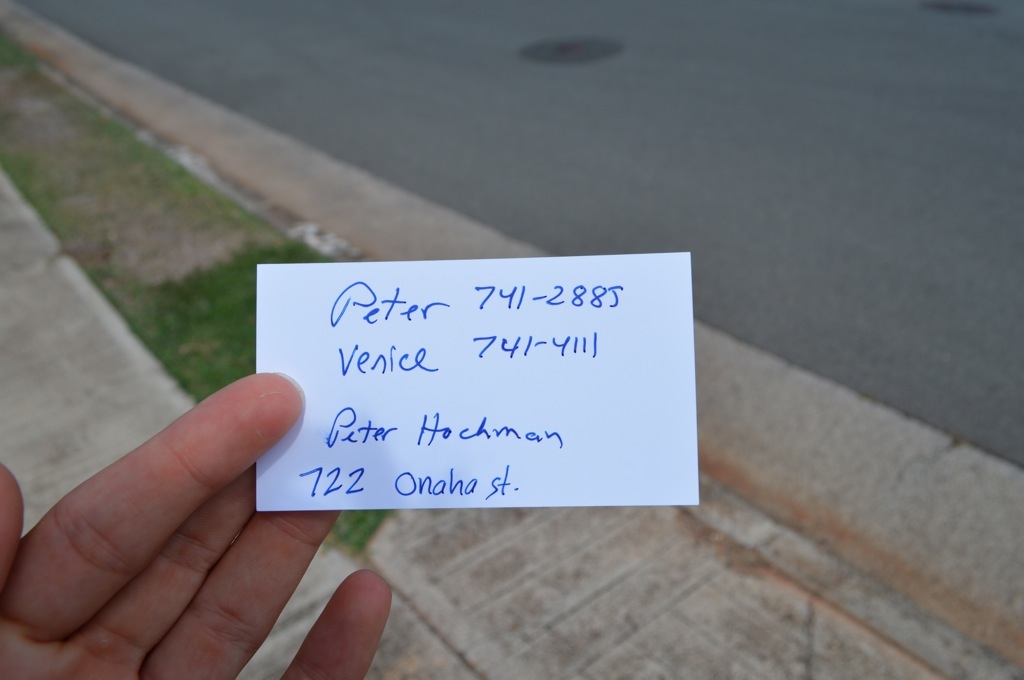 Peter 741-2885
Venice 741-4111
Peter Hochman
722 Onaha st.